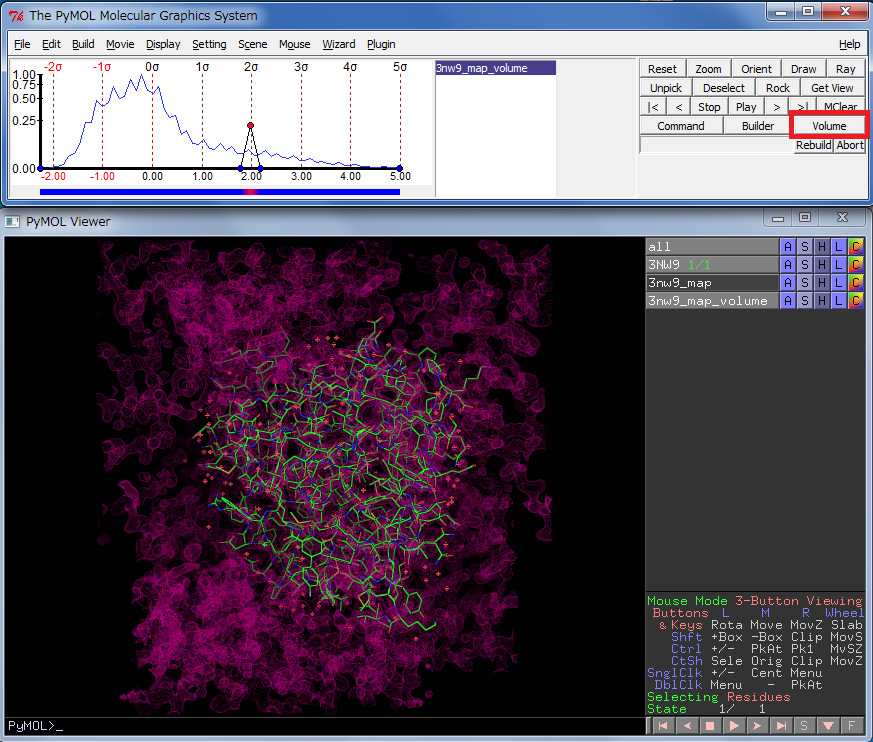 The PyMOL Molecular Graphics System
File Edit Build Movie Display Setting Scene Mouse Wizard Plugin Help
-2σ -1σ 0σ 1σ 2σ 3σ 4σ 5σ
1.00
0.75
0.50
0.25
0.00
-2.00 -1.00 0.00 1.00 2.00 3.00 4.00 5.00
3nw9_map_volume
Reset Zoom Orient Draw Ray
Unpick Deselect Rock Get View
|< < Stop Play > >| MClear
Command Builder Volume
Rebuild Abort
PyMOL Viewer
all A S H L C
3NW9 1/1 A S H L C
3nw9_map A S H L C
3nw9_map_volume A S H L C
Mouse Mode 3-Button Viewing
Buttons L M R Wheel
& Keys Rota Move MovZ Slab
Shft +Box -Box Clip MovS
Ctrl +/- PkAt Pk1 MvSZ
CtSh Sele Orig Clip MovZ
SnglClk +/- Cent Menu
DblClk Menu - PkAt
Selecting Residues
State 1/ 1
PyMOL>_
S F